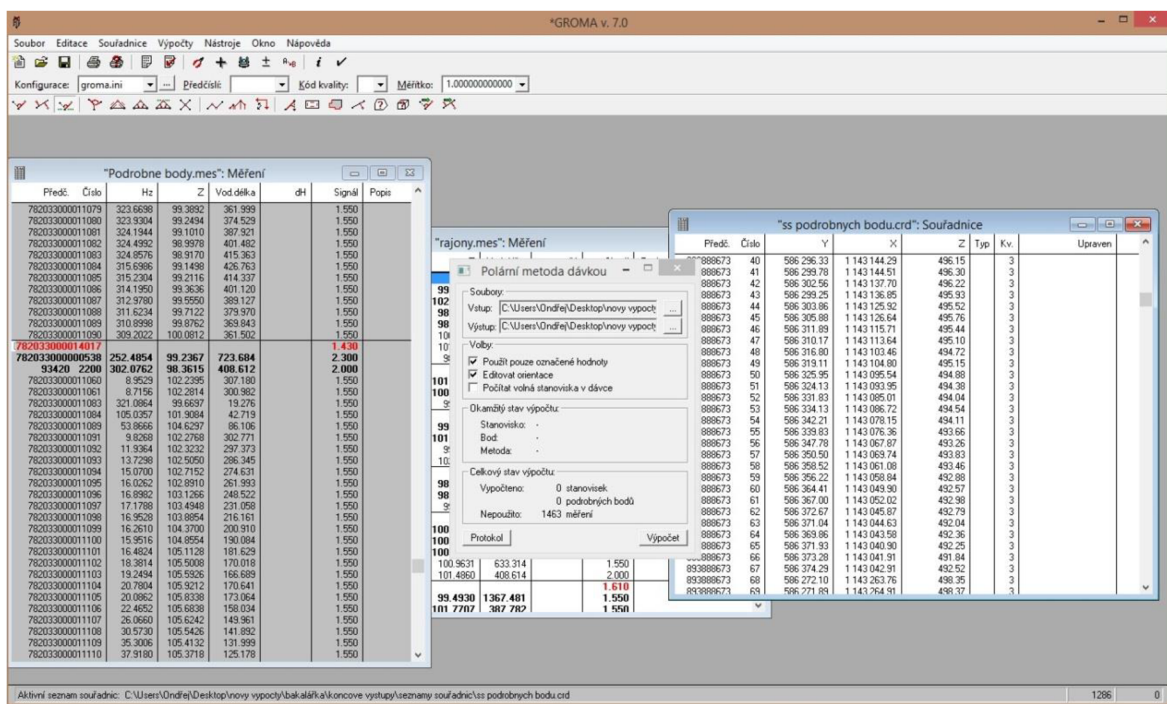 *GROMA v. 7.0
Soubor Editace Souřadnice Výpočty Nástroje Okno Nápověda
Konfigurace: groma.ini Předčíslí: Kód kvality: Měřítko: 1.000000000000
"Podrobne body.mes": Měření
Předč. Číslo Hz Z Vod.délka dH Signál Popis
782033000011079 323.6698 99.3892 361.999 1.550
782033000011080 323.9304 99.2494 374.529 1.550
782033000011081 324.1944 99.1010 387.921 1.550
782033000011082 324.4992 98.9978 401.482 1.550
782033000011083 324.8576 98.9170 415.363 1.550
782033000011084 315.6986 99.1498 426.763 1.550
782033000011085 315.2304 99.2116 414.337 1.550
782033000011086 314.1950 99.3636 401.120 1.550
782033000011087 312.9780 99.5550 389.127 1.550
782033000011088 311.6234 99.7122 379.970 1.550
782033000011089 310.8998 99.8762 369.843 1.550
782033000011090 309.2022 100.0812 361.502 1.550
782033000014017 1.430
782033000000538 252.4854 99.2367 723.684 2.300
93420 2200 302.0762 98.3615 408.612 2.000
782033000011060 8.9529 102.2395 307.180 1.550
782033000011061 8.7156 102.2814 300.982 1.550
782033000011083 321.0864 99.6697 19.276 1.550
782033000011084 105.0357 101.9084 42.719 1.550
782033000011089 53.8666 104.6297 86.106 1.550
782033000011091 9.8268 102.2768 302.771 1.550
782033000011092 11.9364 102.3232 297.373 1.550
782033000011093 13.7298 102.5050 286.345 1.550
782033000011094 15.0700 102.7152 274.631 1.550
782033000011095 16.0262 102.8910 261.993 1.550
782033000011096 16.8982 103.1266 248.522 1.550
782033000011097 17.1788 103.4948 231.058 1.550
782033000011098 16.9528 103.8854 216.161 1.550
782033000011099 16.2610 104.3700 200.910 1.550
782033000011100 15.9516 104.8554 190.084 1.550
782033000011101 16.4824 105.1128 181.629 1.550
782033000011102 18.3814 105.5008 170.018 1.550
782033000011103 19.2494 105.5926 166.689 1.550
782033000011104 20.7804 105.9212 170.641 1.550
782033000011105 20.0862 105.8338 173.064 1.550
782033000011106 22.4652 105.6838 158.034 1.550
782033000011107 26.0660 105.6242 149.961 1.550
782033000011108 30.5730 105.5426 141.892 1.550
782033000011109 35.3006 105.4132 131.999 1.550
782033000011110 37.9180 105.3718 125.178 1.550
"rajony.mes": Měření
100.9631 633.314 1.550
101.4860 408.614 2.000
1.610
99.4930 1367.481 1.550
101.7707 387.782 1.550
Polární metoda dávkou
Soubory:
Vstup: C:\Users\Ondřej\Desktop\novy vypočt ...
Výstup: C:\Users\Ondřej\Desktop\novy vypočt ...
Volby:
Použít pouze označené hodnoty
Editovat orientace
Počítat volná stanoviska v dávce
Okamžitý stav výpočtu:
Stanovisko: -
Bod: -
Metoda: -
Celkový stav výpočtu:
Vypočteno: 0 stanovisek
0 podrobných bodů
Nepoužito: 1463 měření
Protokol Výpočet
"ss podrobnych bodu.crd": Souřadnice
Předč. Číslo Y X Z Typ Kv. Upraven
888673 40 586 296.33 1 143 144.29 496.15 3
888673 41 586 299.78 1 143 144.51 496.30 3
888673 42 586 302.56 1 143 137.70 496.22 3
888673 43 586 299.25 1 143 136.85 495.93 3
888673 44 586 303.86 1 143 125.92 495.52 3
888673 45 586 305.88 1 143 126.64 495.76 3
888673 46 586 311.89 1 143 115.71 495.44 3
888673 47 586 310.17 1 143 113.64 495.10 3
888673 48 586 316.80 1 143 103.46 494.72 3
888673 49 586 319.11 1 143 104.80 495.15 3
888673 50 586 325.95 1 143 095.54 494.88 3
888673 51 586 324.13 1 143 093.95 494.38 3
888673 52 586 331.83 1 143 085.01 494.04 3
888673 53 586 334.13 1 143 086.72 494.54 3
888673 54 586 342.21 1 143 078.15 494.11 3
888673 55 586 339.83 1 143 076.36 493.66 3
888673 56 586 347.78 1 143 067.87 493.26 3
888673 57 586 350.50 1 143 069.74 493.83 3
888673 58 586 358.52 1 143 061.08 493.46 3
888673 59 586 356.22 1 143 058.84 492.88 3
888673 60 586 364.41 1 143 049.90 492.57 3
888673 61 586 367.00 1 143 052.02 492.98 3
888673 62 586 372.67 1 143 045.87 492.79 3
888673 63 586 371.04 1 143 044.63 492.04 3
888673 64 586 369.86 1 143 043.58 492.36 3
888673 65 586 371.93 1 143 040.90 492.25 3
888673 66 586 373.28 1 143 041.91 491.84 3
893888673 67 586 374.29 1 143 042.91 492.52 3
893888673 68 586 272.10 1 143 263.76 498.35 3
893888673 69 586 271.89 1 143 264.91 498.37 3
Aktivní seznam souřadnic: C:\Users\Ondřej\Desktop\novy vypocty\bakalářka\koncove vystupy\seznamy souřadnic\ss podrobnych bodu.crd 1286 0